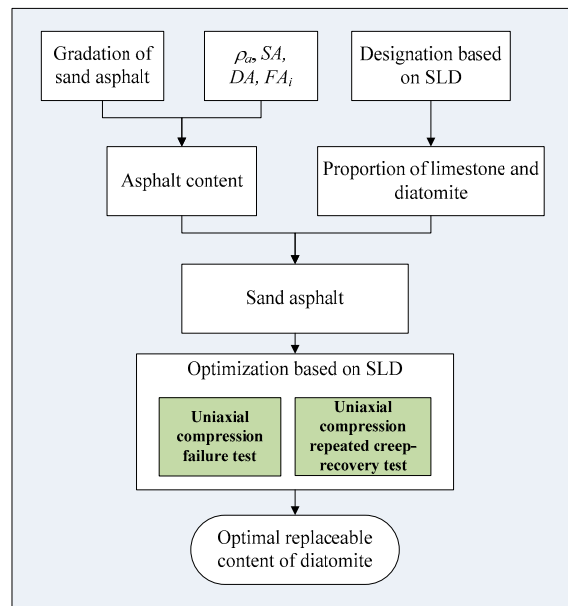 Gradation of
sand asphalt
ρₐ, SA,
DA, FAᵢ
Designation based
on SLD
Asphalt content
Proportion of limestone and
diatomite
Sand asphalt
Optimization based on SLD
Uniaxial
compression
failure test
Uniaxial
compression
repeated creep-
recovery test
Optimal replaceable
content of diatomite